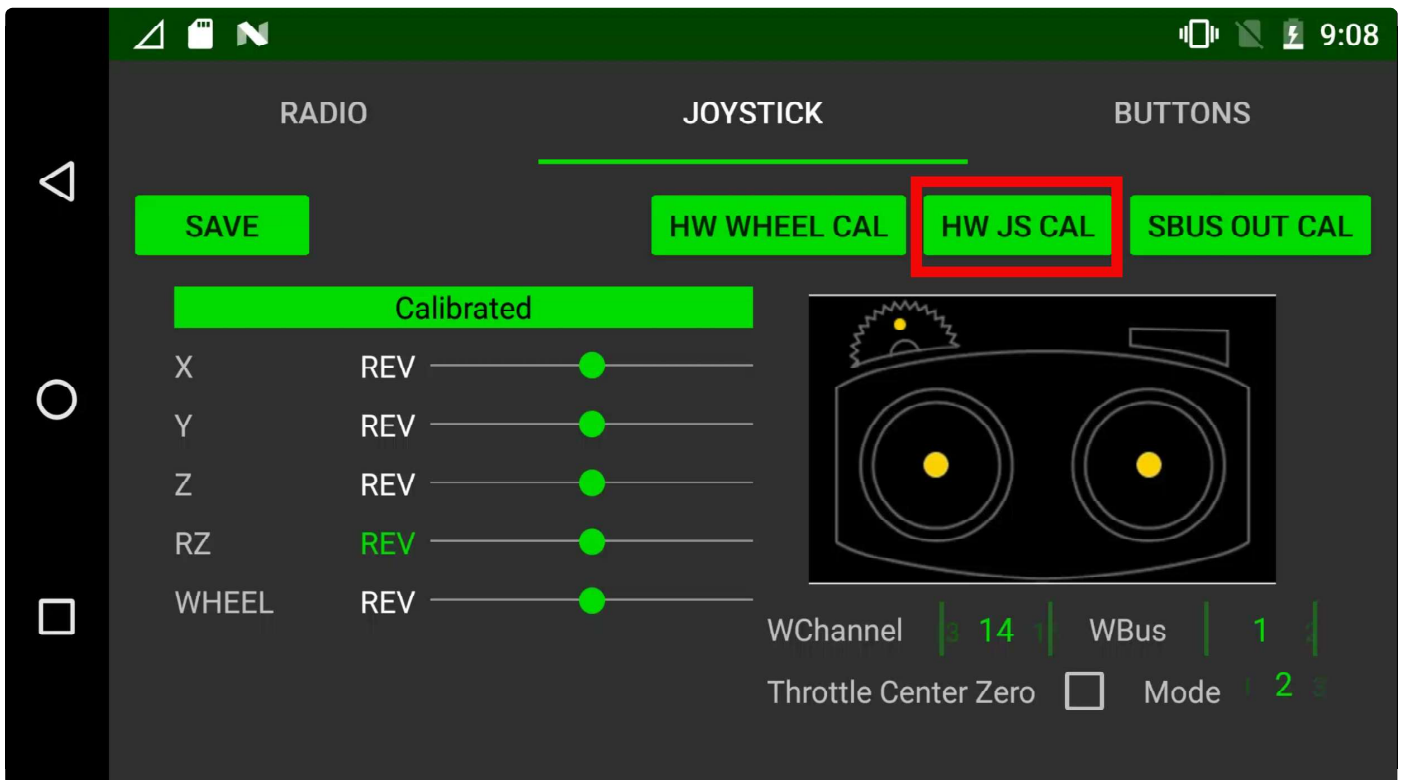 9:08
RADIO JOYSTICK BUTTONS
SAVE HW WHEEL CAL HW JS CAL SBUS OUT CAL
Calibrated
X REV
Y REV
Z REV
RZ REV
WHEEL REV
WChannel 14 WBus 1
Throttle Center Zero Mode 2